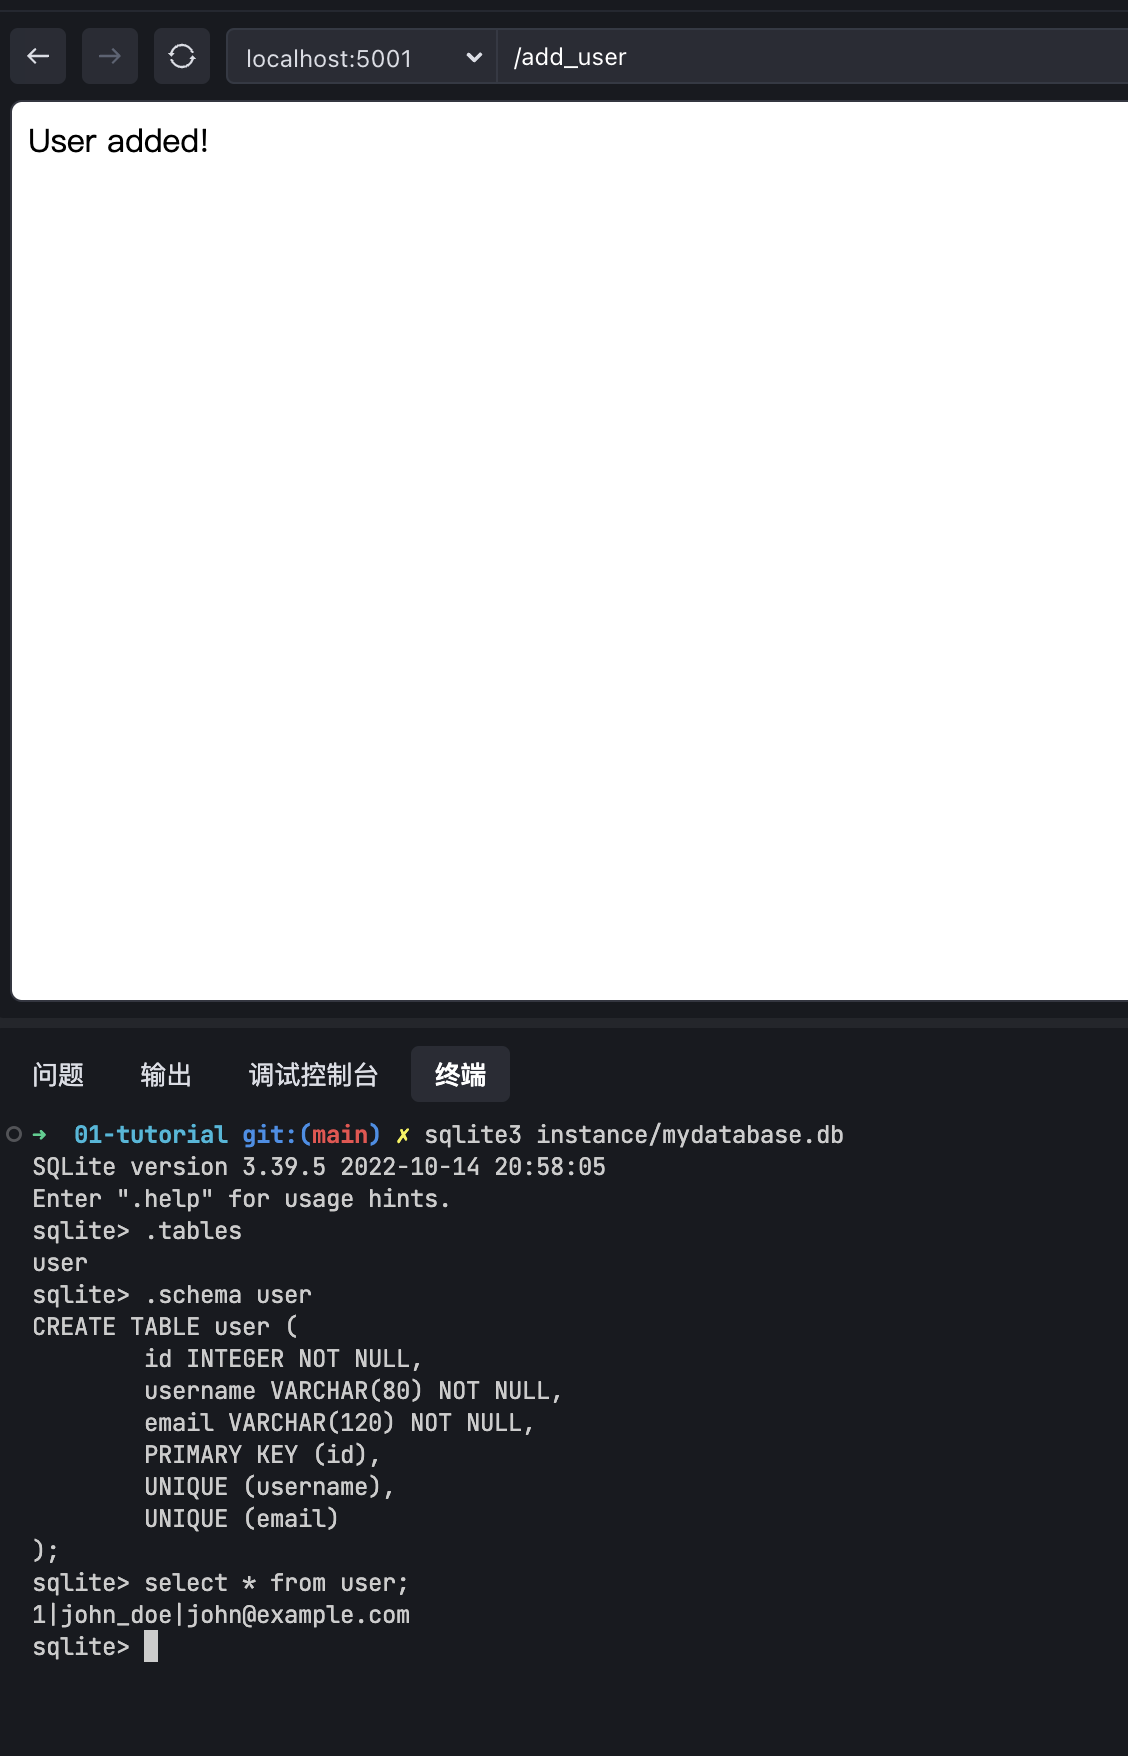 localhost:5001 /add_user
User added!
问题 输出 调试控制台 终端
➜ 01-tutorial git:(main) ✗ sqlite3 instance/mydatabase.db
SQLite version 3.39.5 2022-10-14 20:58:05
Enter ".help" for usage hints.
sqlite> .tables
user
sqlite> .schema user
CREATE TABLE user (
        id INTEGER NOT NULL,
        username VARCHAR(80) NOT NULL,
        email VARCHAR(120) NOT NULL,
        PRIMARY KEY (id),
        UNIQUE (username),
        UNIQUE (email)
);
sqlite> select * from user;
1|john_doe|john@example.com
sqlite>